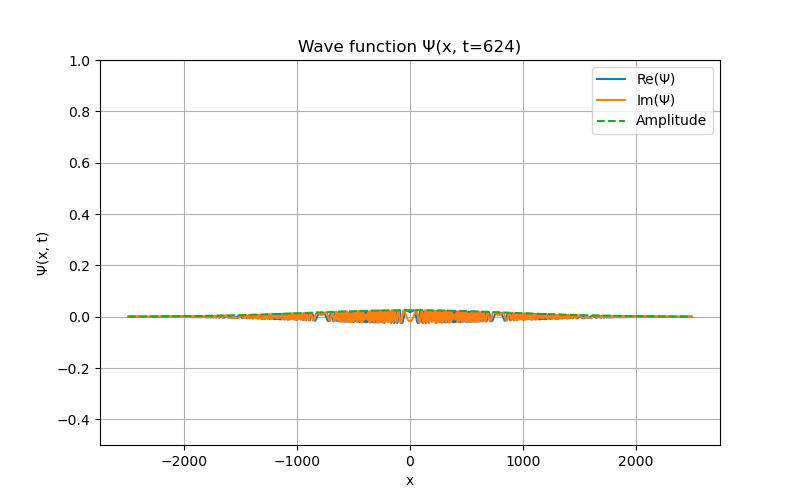 Wave function Ψ(x, t=624)
1.0
0.8
0.6
0.4
0.2
0.0
−0.2
−0.4
Ψ(x, t)
Re(Ψ)
Im(Ψ)
Amplitude
−2000
−1000
0
1000
2000
x